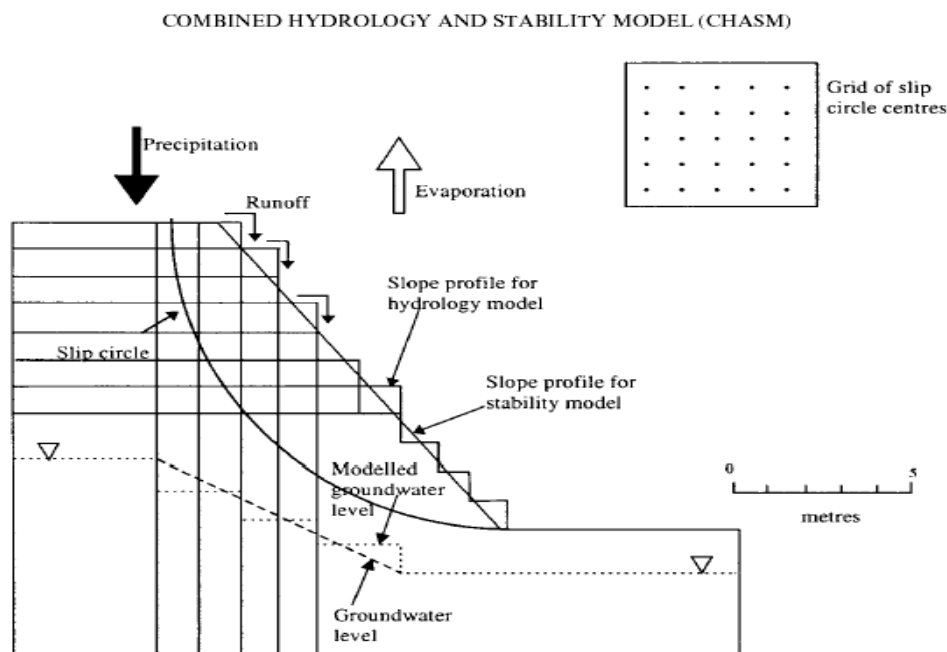 COMBINED HYDROLOGY AND STABILITY MODEL (CHASM)
Grid of slip
circle centres
Precipitation
Evaporation
Runoff
Slope profile for
hydrology model
Slip circle
Slope profile for
stability model
Modelled
groundwater
level
0
5
metres
Groundwater
level